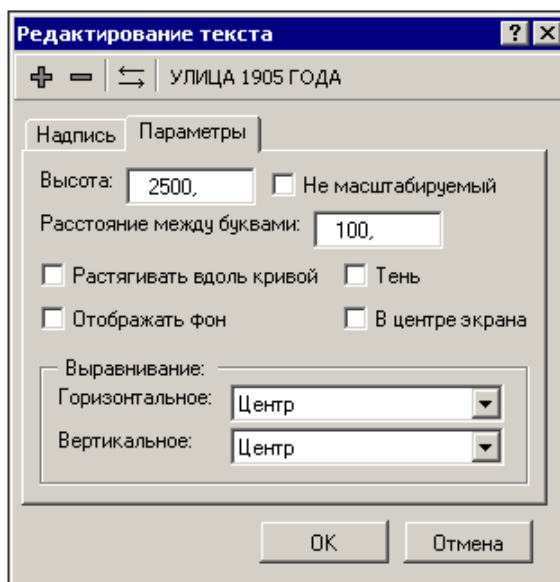 Редактирование текста
УЛИЦА 1905 ГОДА
Надпись Параметры
Высота: 2500, Не масштабируемый
Расстояние между буквами: 100,
Растягивать вдоль кривой Тень
Отображать фон В центре экрана
Выравнивание:
Горизонтальное: Центр
Вертикальное: Центр
OK Отмена